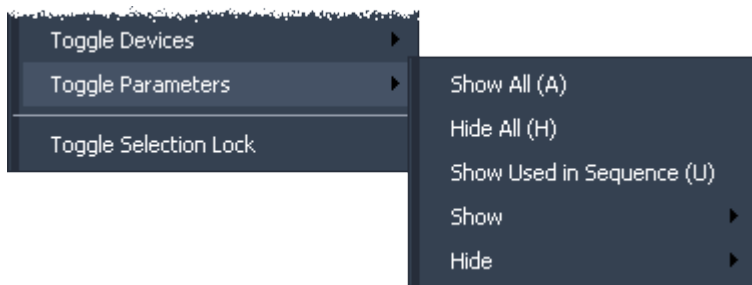 Toggle Devices
Toggle Parameters
Toggle Selection Lock
Show All (A)
Hide All (H)
Show Used in Sequence (U)
Show
Hide